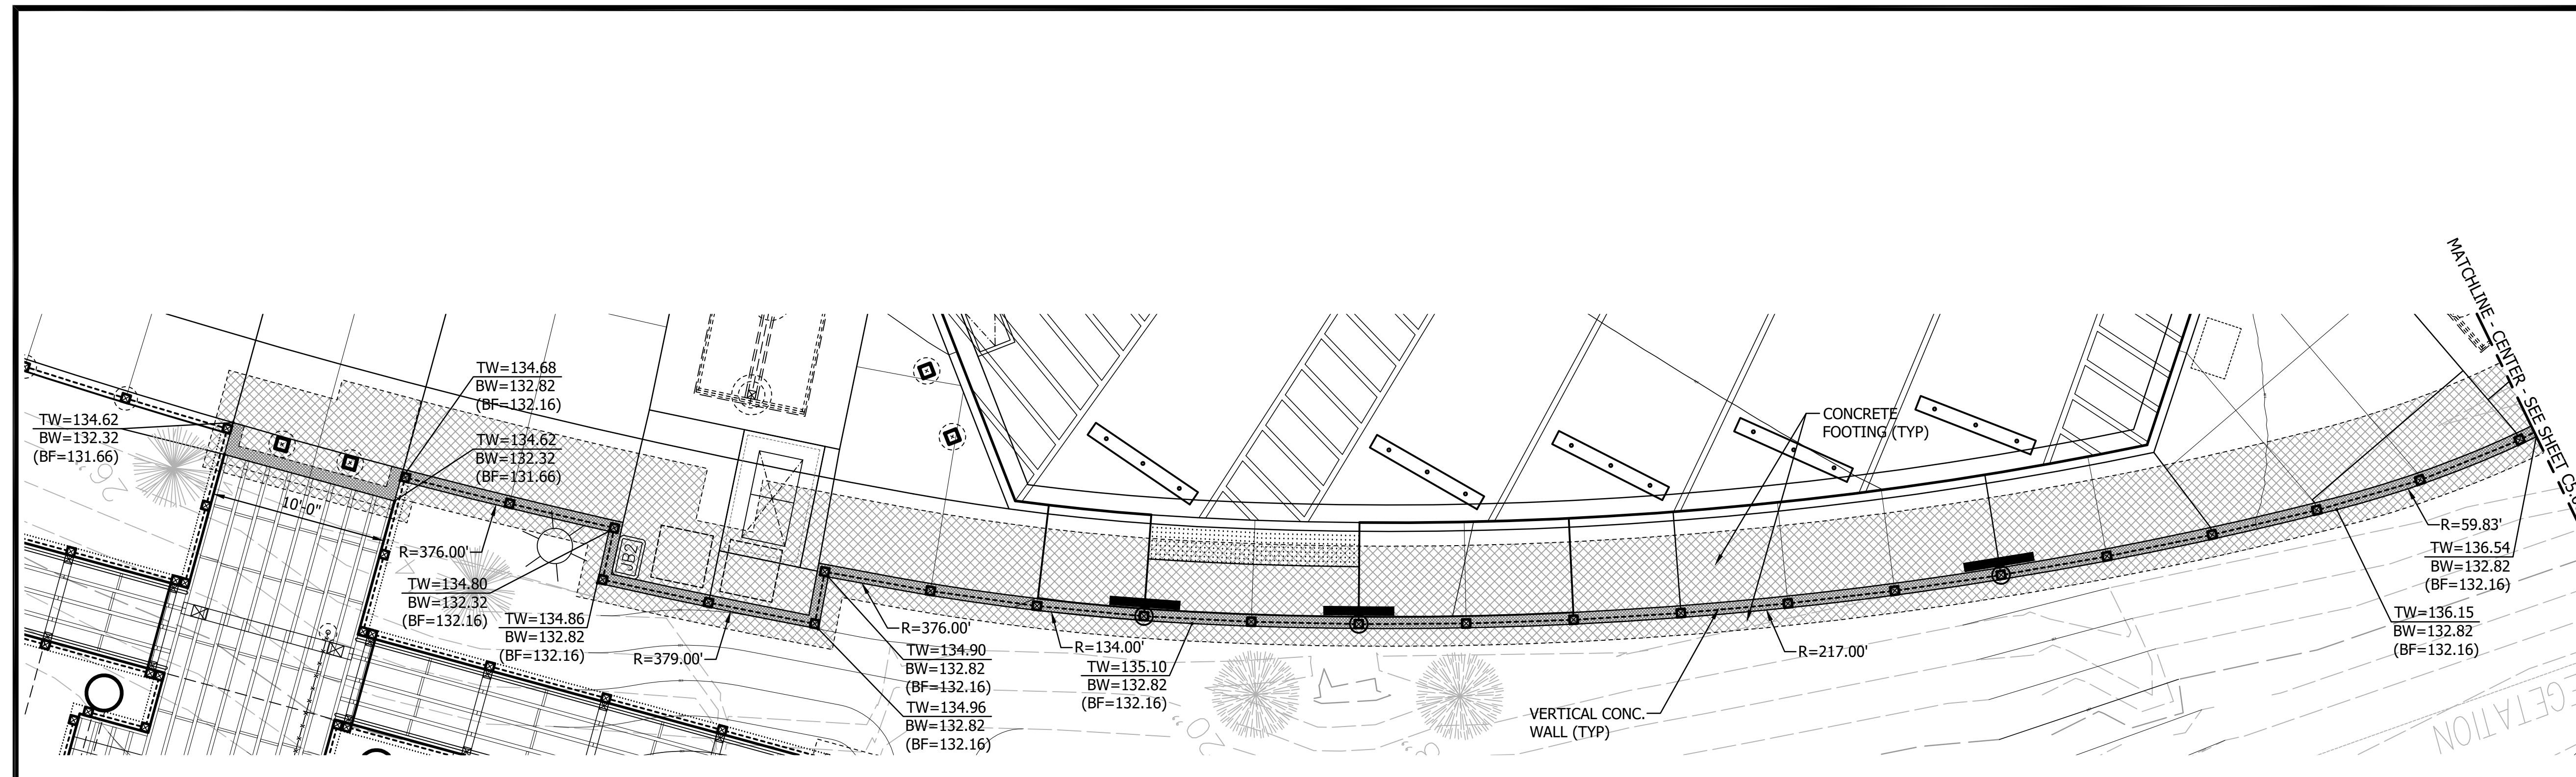 TW=134.62
BW=132.32
(BF=131.66)
TW=134.68
BW=132.82
(BF=132.16)
TW=134.62
BW=132.32
(BF=131.66)
10'-0"
R=376.00'
TW=134.80
BW=132.32
(BF=132.16)
TW=134.86
BW=132.82
(BF=132.16)
JB2
R=379.00'
R=376.00'
TW=134.90
BW=132.82
(BF=132.16)
TW=134.96
BW=132.82
(BF=132.16)
R=134.00'
TW=135.10
BW=132.82
(BF=132.16)
CONCRETE
FOOTING (TYP)
VERTICAL CONC.
WALL (TYP)
R=217.00'
MATCHLINE - CENTER - SEE SHEET
R=59.83'
TW=136.54
BW=132.82
(BF=132.16)
TW=136.15
BW=132.82
(BF=132.16)
26"
20"
GETATION